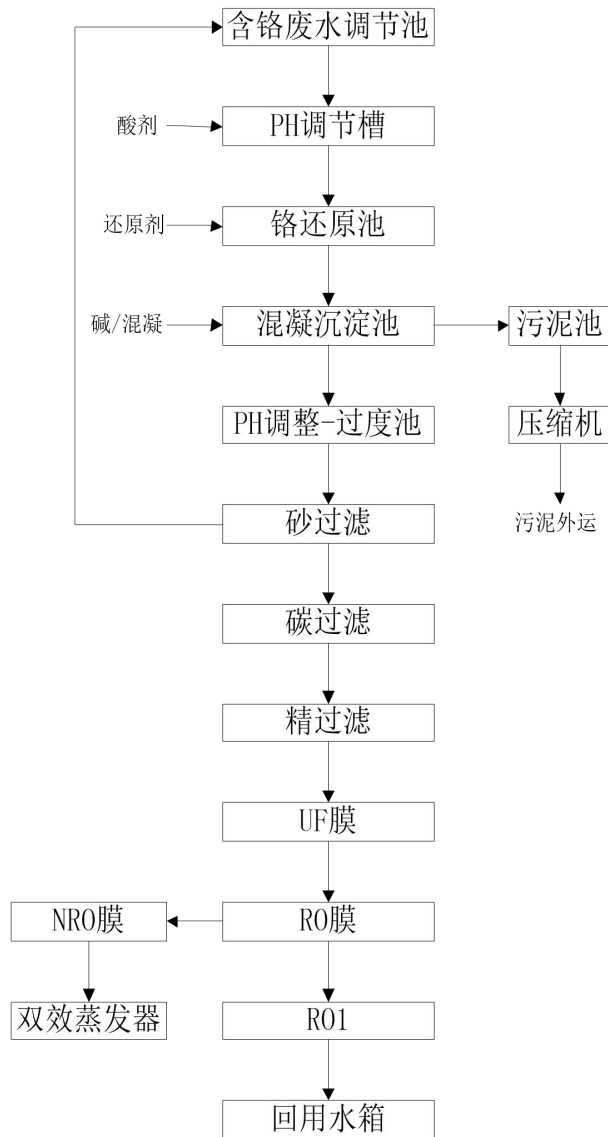 含铬废水调节池
酸剂
PH调节槽
还原剂
铬还原池
碱/混凝
混凝沉淀池
污泥池
PH调整-过度池
压缩机
砂过滤
污泥外运
碳过滤
精过滤
UF膜
NRO膜
RO膜
双效蒸发器
RO1
回用水箱